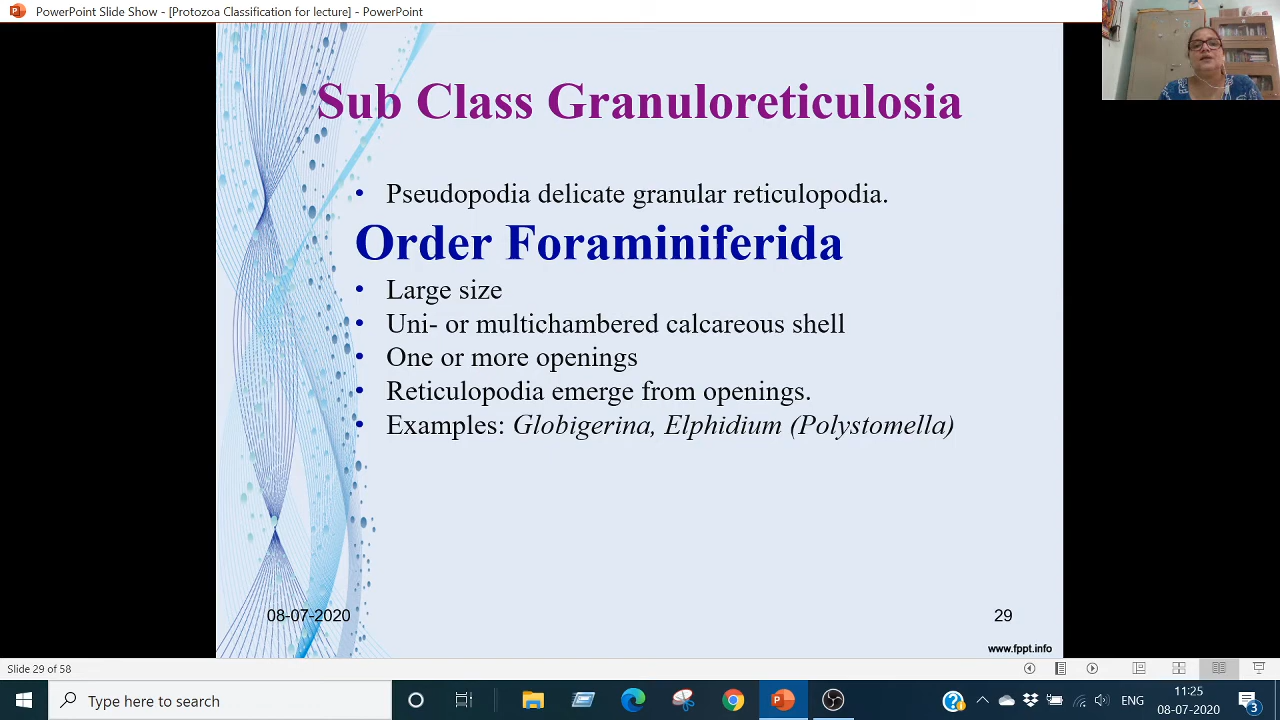 PowerPoint Slide Show - [Protozoa Classification for lecture] - PowerPoint
Sub Class Granuloreticulosia
• Pseudopodia delicate granular reticulopodia.
Order Foraminiferida
• Large size
• Uni- or multichambered calcareous shell
• One or more openings
• Reticulopodia emerge from openings.
• Examples: Globigerina, Elphidium (Polystomella)
08-07-2020
29
www.fppt.info
Slide 29 of 58
Type here to search
ENG
11:25
08-07-2020
3